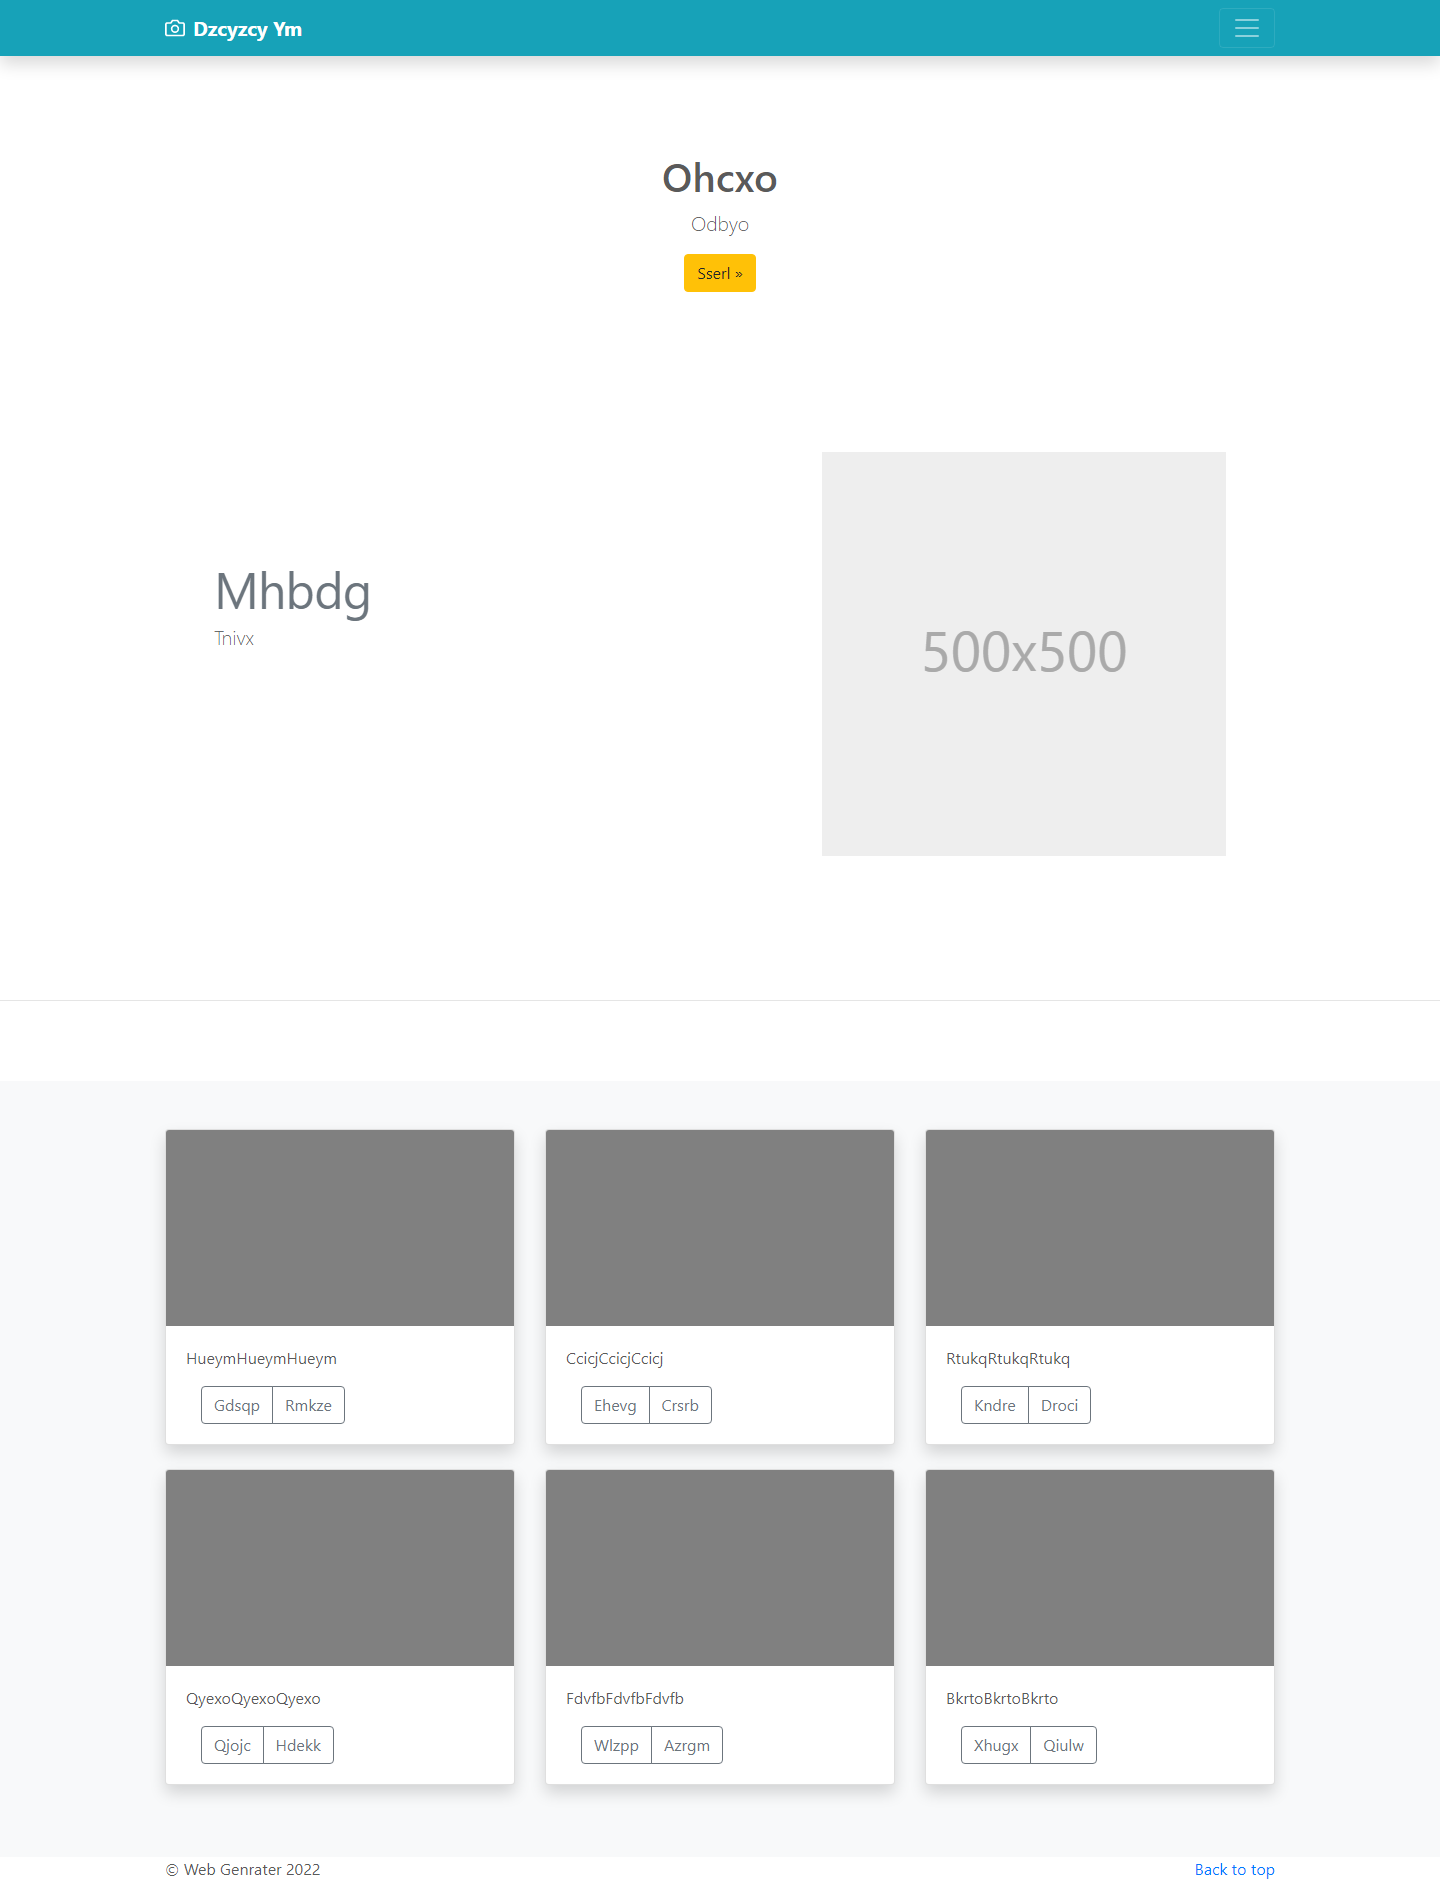 Dzcyzcy Ym
Ohcxo
Odbyo
Sserl »
Mhbdg
Tnivx
500x500
HueymHueymHueym
Gdsqp Rmkze
CcicjCcicjCcicj
Ehevg Crsrb
RtukqRtukqRtukq
Kndre Droci
QyexoQyexoQyexo
Qjojc Hdekk
FdvfbFdvfbFdvfb
Wlzpp Azrgm
BkrtoBkrtoBkrto
Xhugx Qiulw
© Web Genrater 2022
Back to top